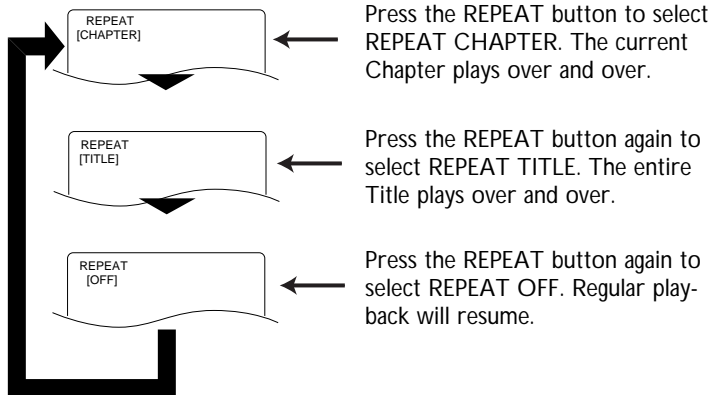 REPEAT
[CHAPTER]
Press the REPEAT button to select
REPEAT CHAPTER. The current
Chapter plays over and over.
REPEAT
[TITLE]
Press the REPEAT button again to
select REPEAT TITLE. The entire
Title plays over and over.
REPEAT
[OFF]
Press the REPEAT button again to
select REPEAT OFF. Regular play-
back will resume.